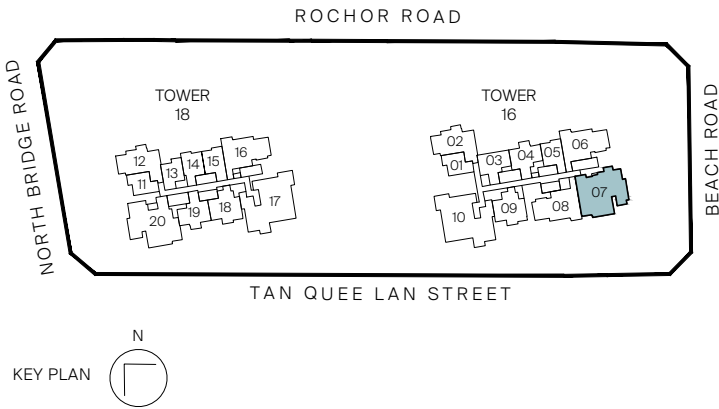 ROCHOR ROAD
NORTH BRIDGE ROAD
BEACH ROAD
TOWER
18
12
11
13
14
15
16
17
18
19
20
TOWER
16
02
01
03
04
05
06
07
08
09
10
TAN QUEE LAN STREET
N
KEY PLAN